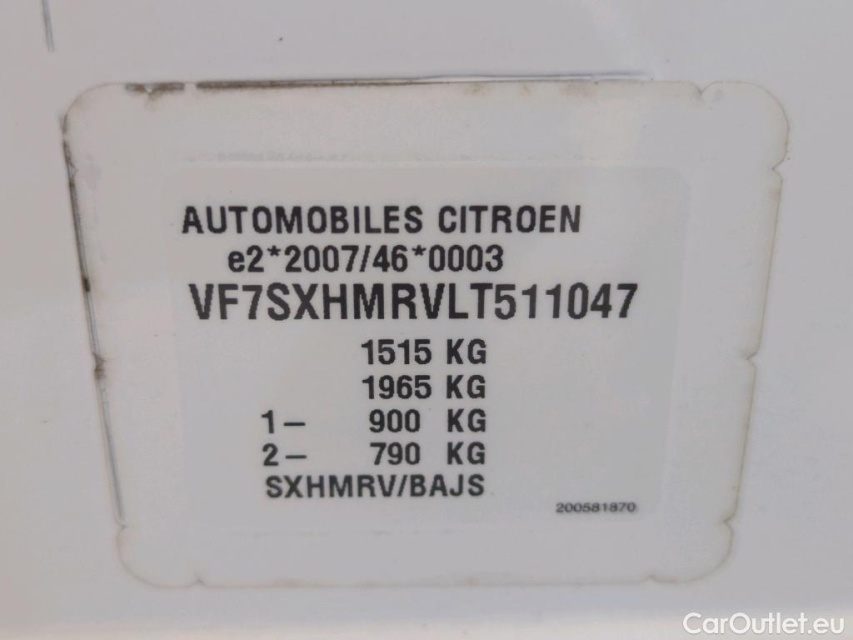 AUTOMOBILES CITROEN
e2*2007/46*0003
VF7SXHMRVLT511047
1515 KG
1965 KG
1– 900 KG
2– 790 KG
SXHMRV/BAJS
200581870
CarOutlet.eu